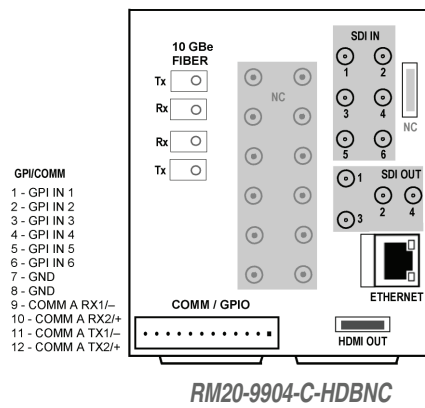 10 GBe
FIBER
Tx
Rx
Rx
Tx
NC
SDI IN
1 2
3 4
5 6
NC
SDI OUT
1
2 4
3
ETHERNET
HDMI OUT
COMM / GPIO
GPI/COMM
1 - GPI IN 1
2 - GPI IN 2
3 - GPI IN 3
4 - GPI IN 4
5 - GPI IN 5
6 - GPI IN 6
7 - GND
8 - GND
9 - COMM A RX1/–
10 - COMM A RX2/+
11 - COMM A TX1/–
12 - COMM A TX2/+
RM20-9904-C-HDBNC